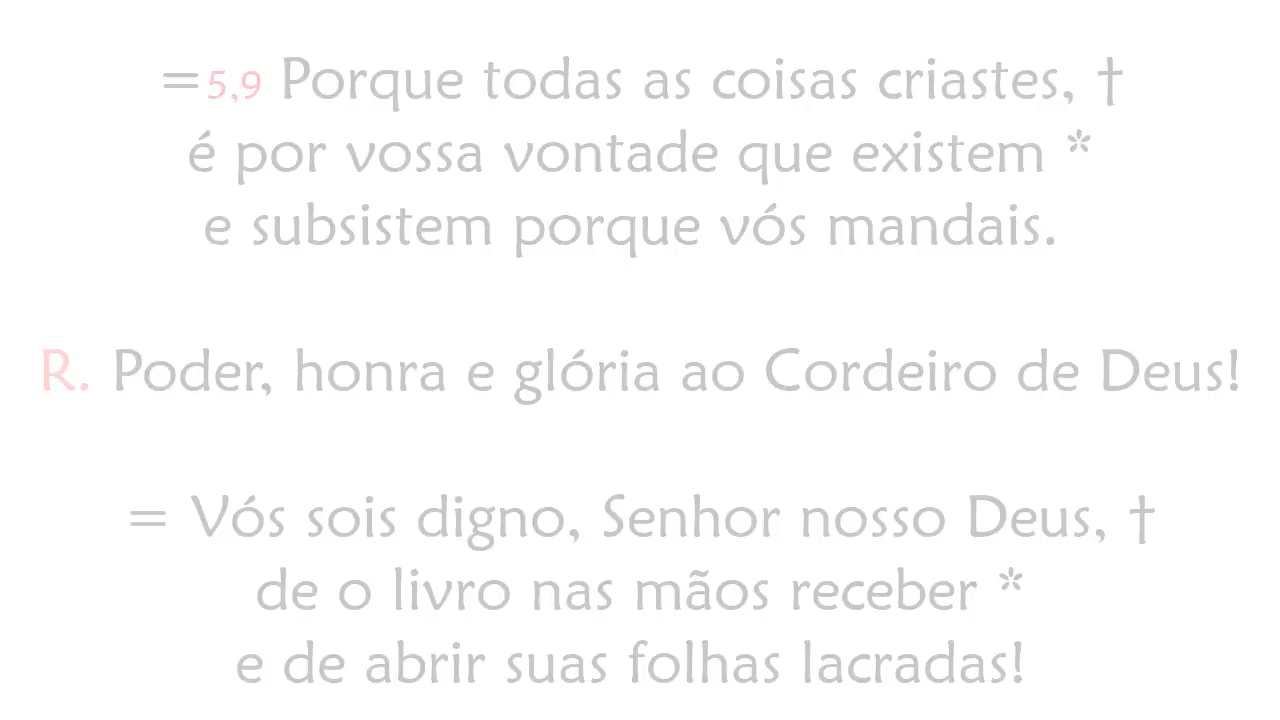 =5,9 Porque todas as coisas criastes, †
é por vossa vontade que existem *
e subsistem porque vós mandais.
R. Poder, honra e glória ao Cordeiro de Deus!
= Vós sois digno, Senhor nosso Deus, †
de o livro nas mãos receber *
e de abrir suas folhas lacradas!